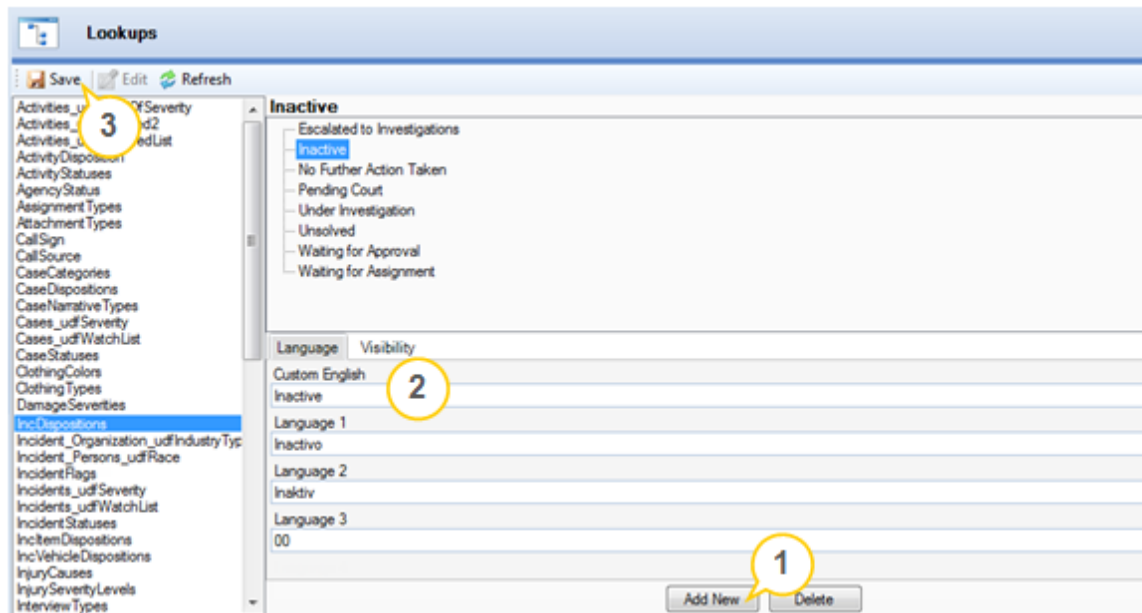 Lookups
Save
Edit
Refresh
Activities_u DfSeverity
Activities_ d2
Activities_u edList
ActivityDisposition
ActivityStatuses
AgencyStatus
AssignmentTypes
AttachmentTypes
CallSign
CallSource
CaseCategories
CaseDispositions
CaseNarrativeTypes
Cases_udfSeverity
Cases_udfWatchList
CaseStatuses
ClothingColors
ClothingTypes
DamageSeverities
IncDispositions
Incident_Organization_udfIndustryTyp
Incident_Persons_udfRace
IncidentFlags
Incidents_udfSeverity
Incidents_udfWatchList
IncidentStatuses
IncItemDispositions
IncVehicleDispositions
InjuryCauses
InjurySeverityLevels
InterviewTypes
3
Inactive
Escalated to Investigations
Inactive
No Further Action Taken
Pending Court
Under Investigation
Unsolved
Waiting for Approval
Waiting for Assignment
Language
Visibility
2
Custom English
Inactive
Language 1
Inactivo
Language 2
Inaktiv
Language 3
00
1
Add New
Delete